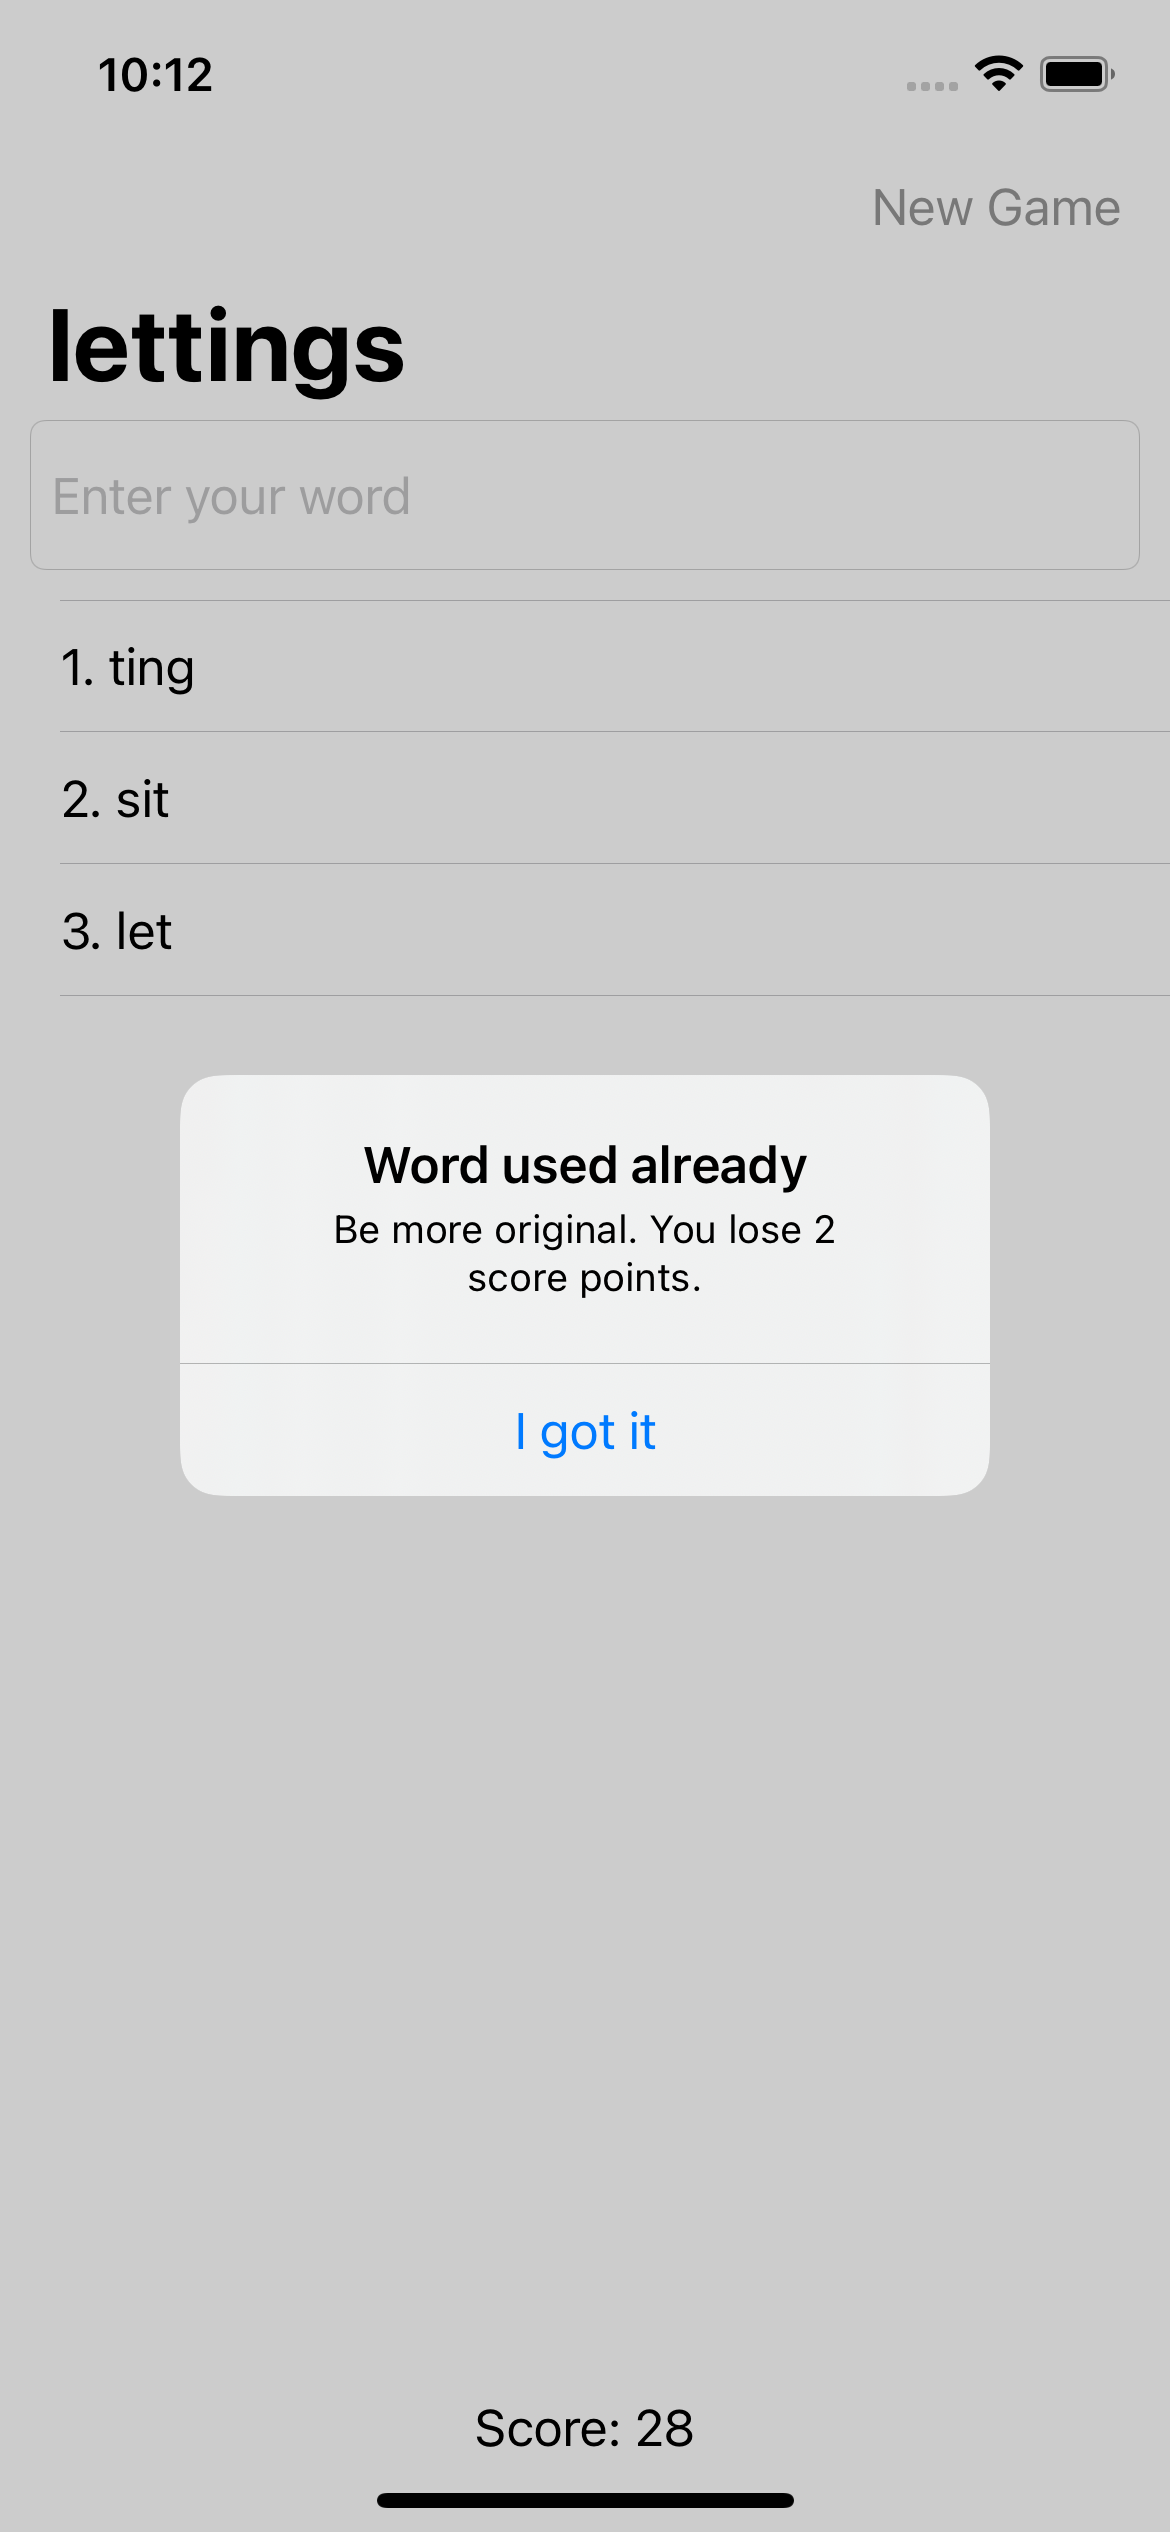 10:12
New Game
lettings
Enter your word
1. ting
2. sit
3. let
Word used already
Be more original. You lose 2
score points.
I got it
Score: 28